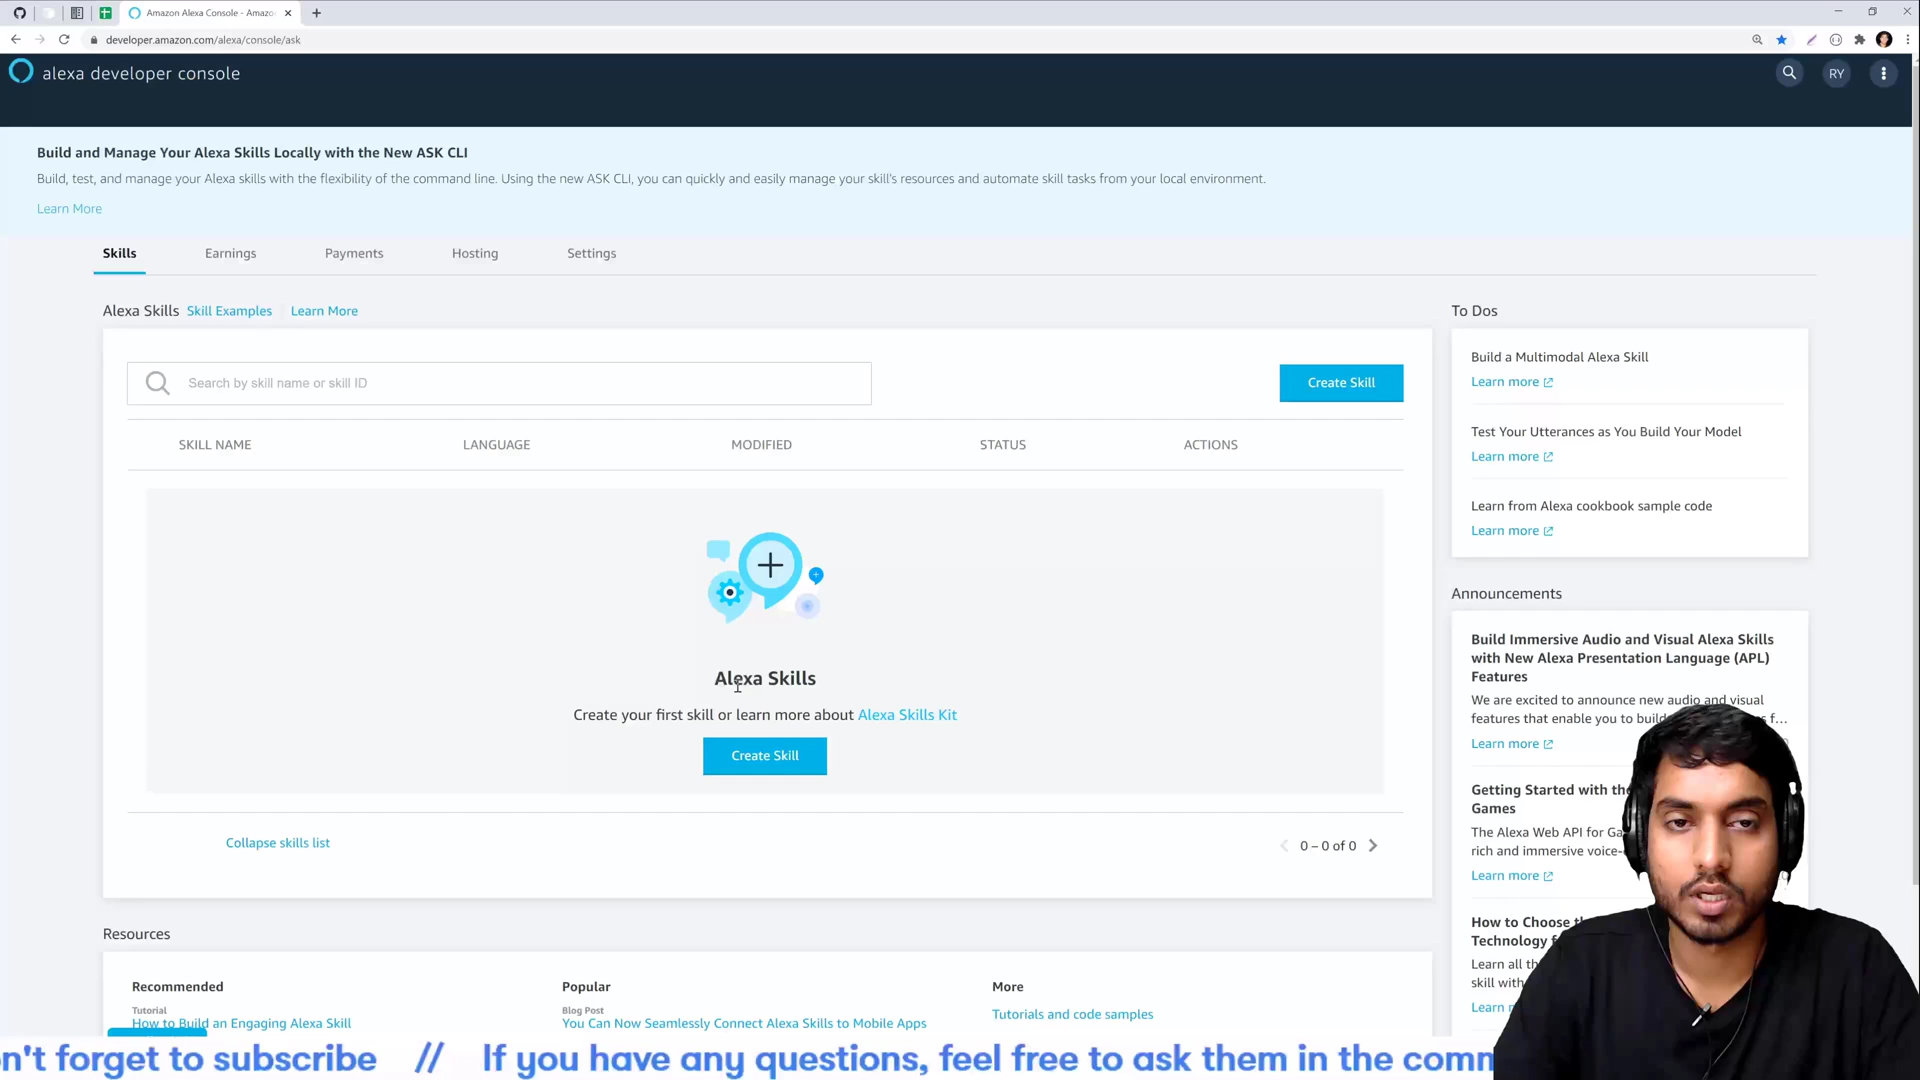 Amazon Alexa Console - Amazo
developer.amazon.com/alexa/console/ask
alexa developer console
RY
Build and Manage Your Alexa Skills Locally with the New ASK CLI
Build, test, and manage your Alexa skills with the flexibility of the command line. Using the new ASK CLI, you can quickly and easily manage your skill's resources and automate skill tasks from your local environment.
Learn More
Skills
Earnings
Payments
Hosting
Settings
Alexa Skills
Skill Examples
Learn More
Search by skill name or skill ID
Create Skill
SKILL NAME
LANGUAGE
MODIFIED
STATUS
ACTIONS
Alexa Skills
Create your first skill or learn more about Alexa Skills Kit
Create Skill
Collapse skills list
0 – 0 of 0
To Dos
Build a Multimodal Alexa Skill
Learn more
Test Your Utterances as You Build Your Model
Learn more
Learn from Alexa cookbook sample code
Learn more
Announcements
Build Immersive Audio and Visual Alexa Skills
with New Alexa Presentation Language (APL)
Features
We are excited to announce new audio and visual
features that enable you to build f...
Learn more
Getting Started with the
Games
The Alexa Web API for Ga
rich and immersive voice-
Learn more
How to Choose t
Technology f
Learn all th
skill with
Learn
Resources
Recommended
Tutorial
How to Build an Engaging Alexa Skill
Popular
Blog Post
You Can Now Seamlessly Connect Alexa Skills to Mobile Apps
More
Tutorials and code samples
on't forget to subscribe // If you have any questions, feel free to ask them in the comm